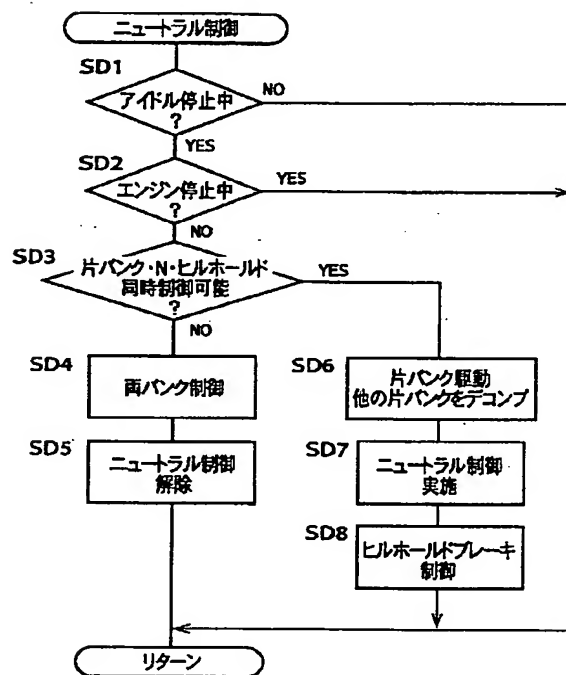 ニュートラル制御
SD1
アイドル停止中
?
NO
YES
SD2
エンジン停止中
?
YES
NO
SD3
片バンク・N・ヒルホールド
同時制御可能
?
YES
NO
SD4
両バンク制御
SD5
ニュートラル制御
解除
SD6
片バンク駆動
他の片バンクをデコンプ
SD7
ニュートラル制御
実施
SD8
ヒルホールドブレーキ
制御
リターン